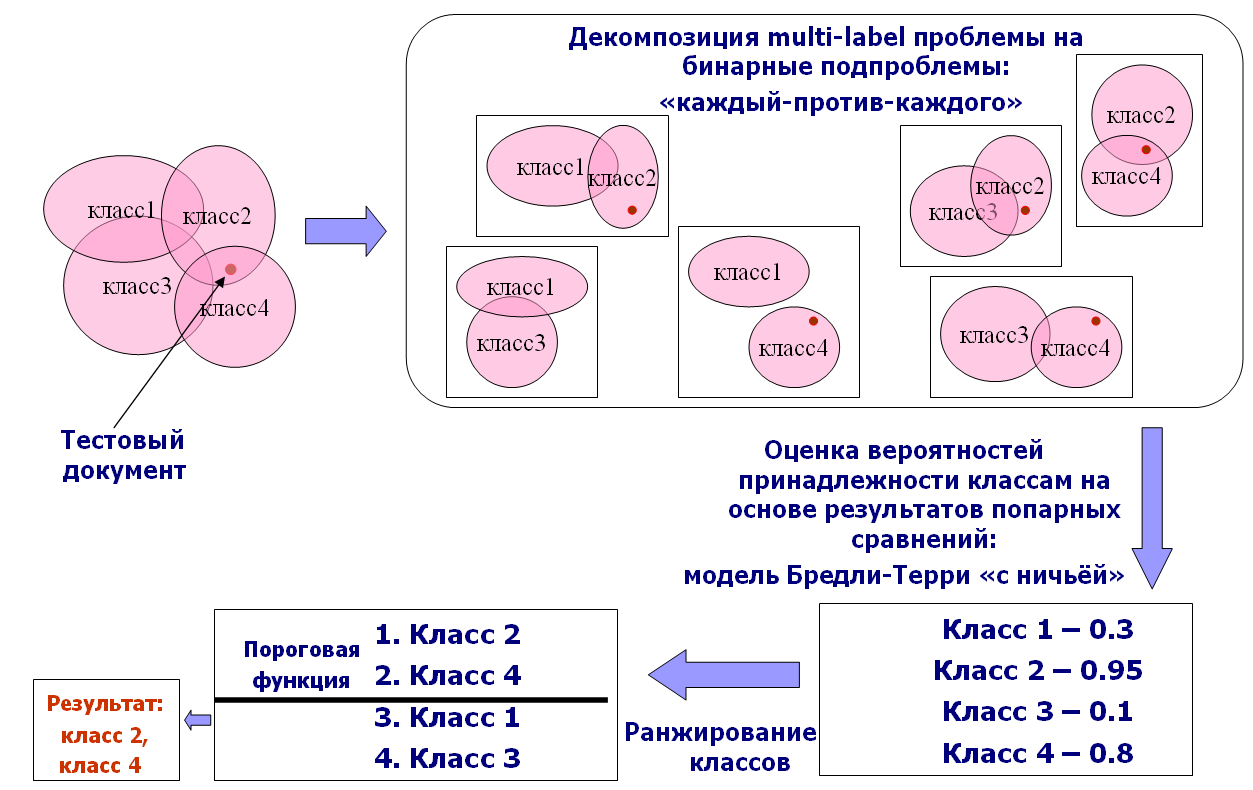 Декомпозиция multi-label проблемы на
бинарные подпроблемы:
«каждый-против-каждого»
класс1
класс2
класс3
класс4
Тестовый
документ
класс1
класс2
класс3
класс2
класс2
класс4
класс1
класс3
класс1
класс4
класс3
класс4
Оценка вероятностей
принадлежности классам на
основе результатов попарных
сравнений:
модель Бредли-Терри «с ничьёй»
Класс 1 – 0.3
Класс 2 – 0.95
Класс 3 – 0.1
Класс 4 – 0.8
Ранжирование
классов
Пороговая
функция
1. Класс 2
2. Класс 4
3. Класс 1
4. Класс 3
Результат:
класс 2,
класс 4